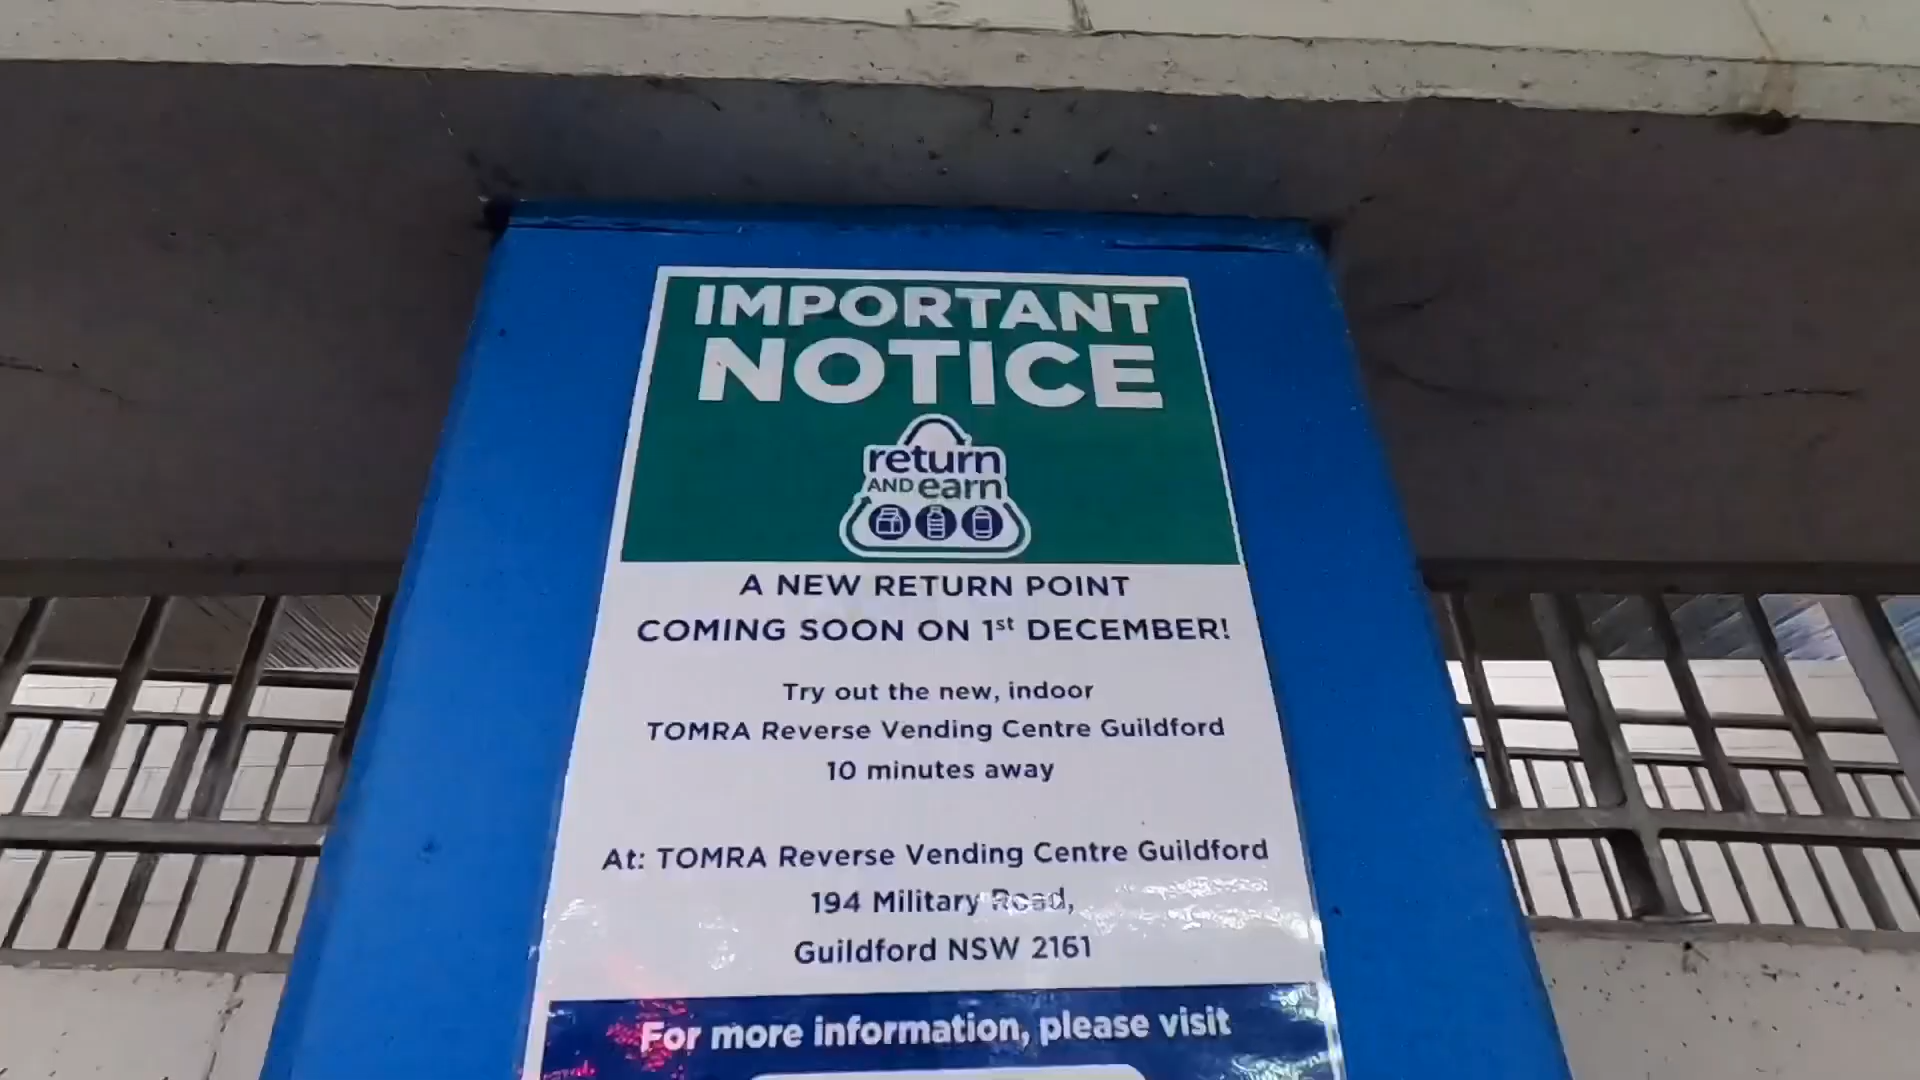 IMPORTANT
NOTICE
return
AND earn
A NEW RETURN POINT
COMING SOON ON 1st DECEMBER!
Try out the new, indoor
TOMRA Reverse Vending Centre Guildford
10 minutes away
At: TOMRA Reverse Vending Centre Guildford
194 Military Road,
Guildford NSW 2161
For more information, please visit